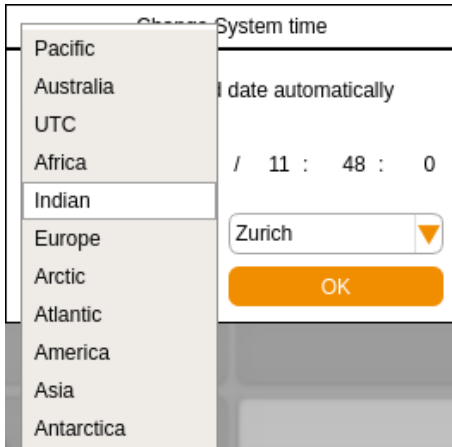 Change System time
Pacific
Australia
d date automatically
UTC
Africa
/ 11 : 48 : 0
Indian
Europe
Zurich
Arctic
OK
Atlantic
America
Asia
Antarctica